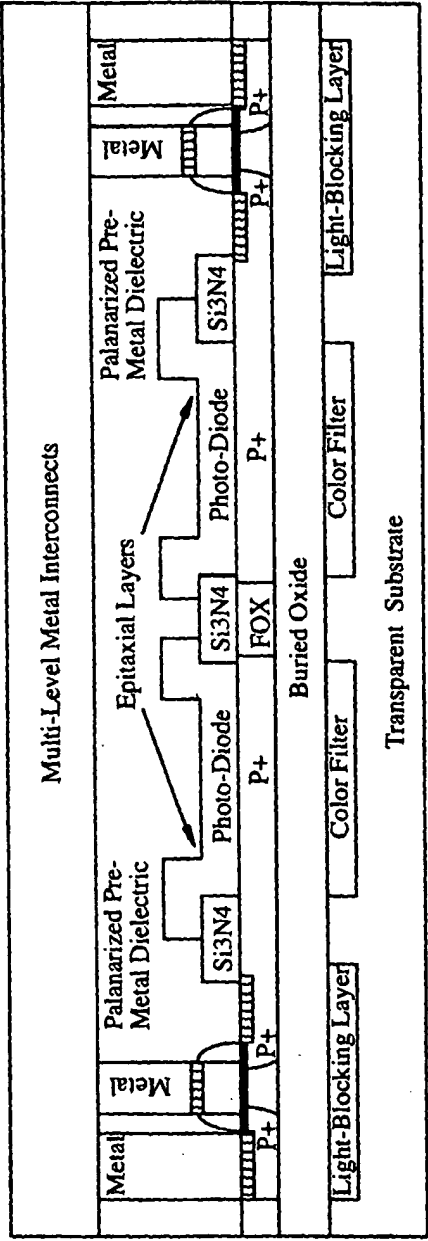 Multi-Level Metal Interconnects
Metal
Metal
Palanarized Pre-
Metal Dielectric
Epitaxial Layers
Palanarized Pre-
Metal Dielectric
Metal
Metal
Si3N4
Photo-Diode
Si3N4
Photo-Diode
Si3N4
P+
P+
P+
FOX
P+
P+
P+
Buried Oxide
Light-Blocking Layer
Color Filter
Color Filter
Light-Blocking Layer
Transparent Substrate